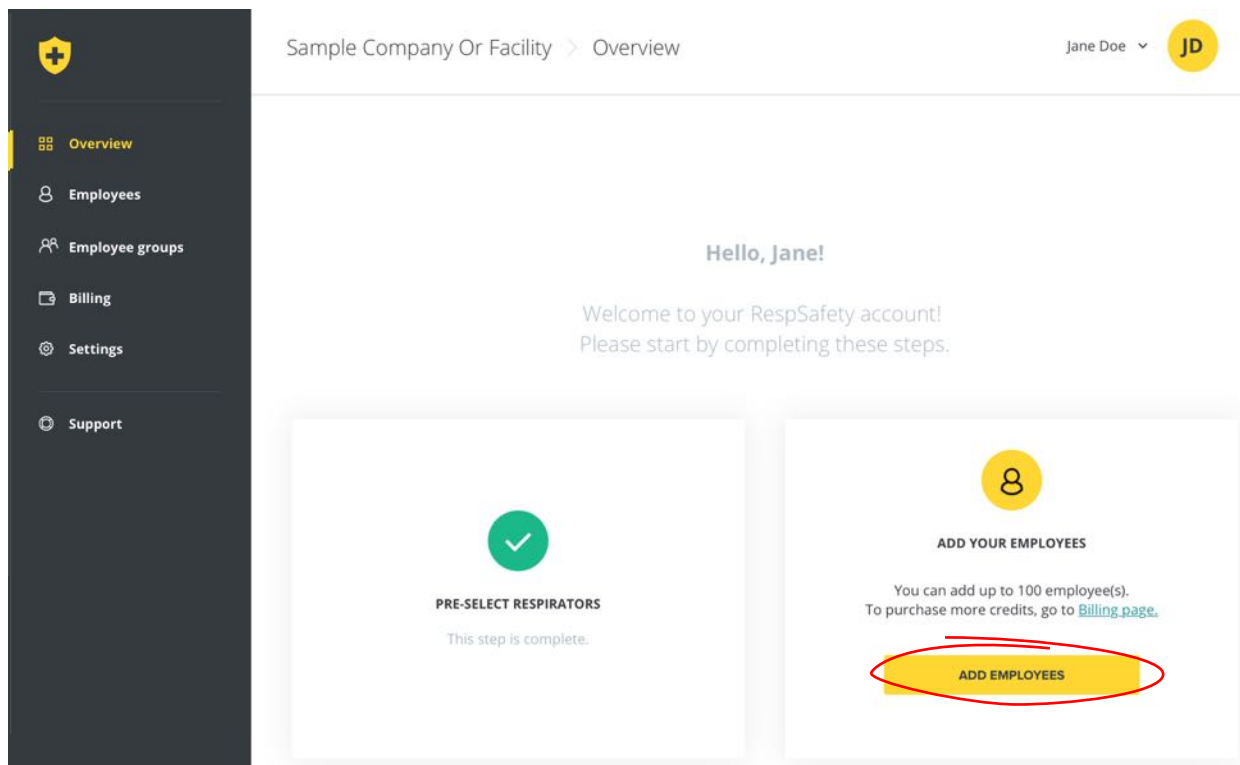 Sample Company Or Facility > Overview
Jane Doe
JD
Overview
Employees
Employee groups
Billing
Settings
Support
Hello, Jane!
Welcome to your RespSafety account!
Please start by completing these steps.
PRE-SELECT RESPIRATORS
This step is complete.
ADD YOUR EMPLOYEES
You can add up to 100 employee(s).
To purchase more credits, go to Billing page.
ADD EMPLOYEES